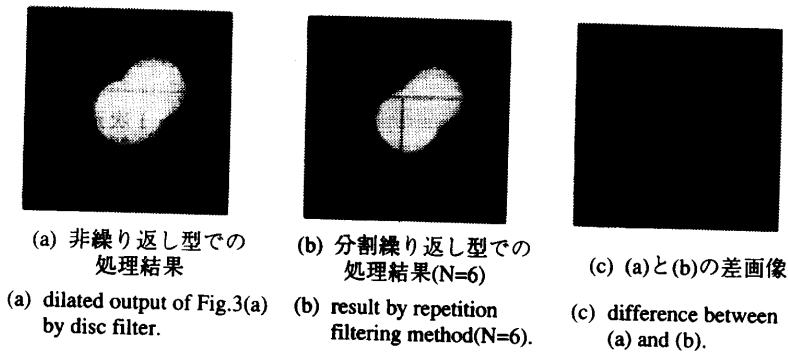 (a) 非繰り返し型での
処理結果
(a) dilated output of Fig.3(a)
by disc filter.
(b) 分割繰り返し型での
処理結果(N=6)
(b) result by repetition
filtering method(N=6).
(c) (a)と(b)の差画像
(c) difference between
(a) and (b).